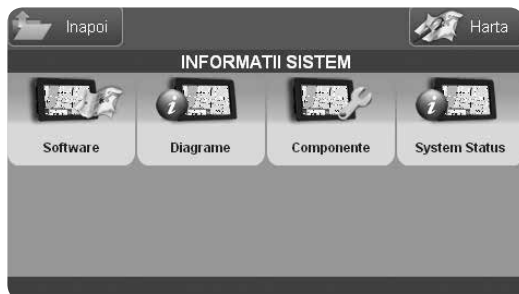 Inapoi Harta
INFORMATII SISTEM
Software Diagrame Componente System Status